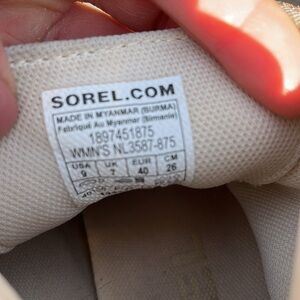 SOREL.COM
MADE IN MYANMAR (BURMA)
Fabriqué Au Myanmar (Birmanie)
1897451875
WMN'S NL3587-875
USA UK EUR CM
9 7 40 26